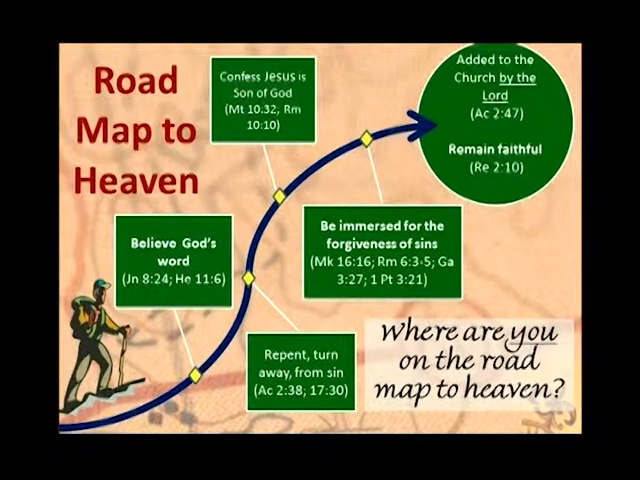 Road
Map to
Heaven
Confess JESUS is
Son of God
(Mt 10.32, Rm
10:10)
Added to the
Church by the
Lord
(Ac 2:47)
Remain faithful
(Re 2:10)
Believe God's
word
(Jn 8:24; He 11:6)
Be immersed for the
forgiveness of sins
(Mk 16:16; Rm 6:3-5; Ga
3:27; 1 Pt 3:21)
Repent, turn
away, from sin
(Ac 2:38; 17:30)
Where are you
on the road
map to heaven?